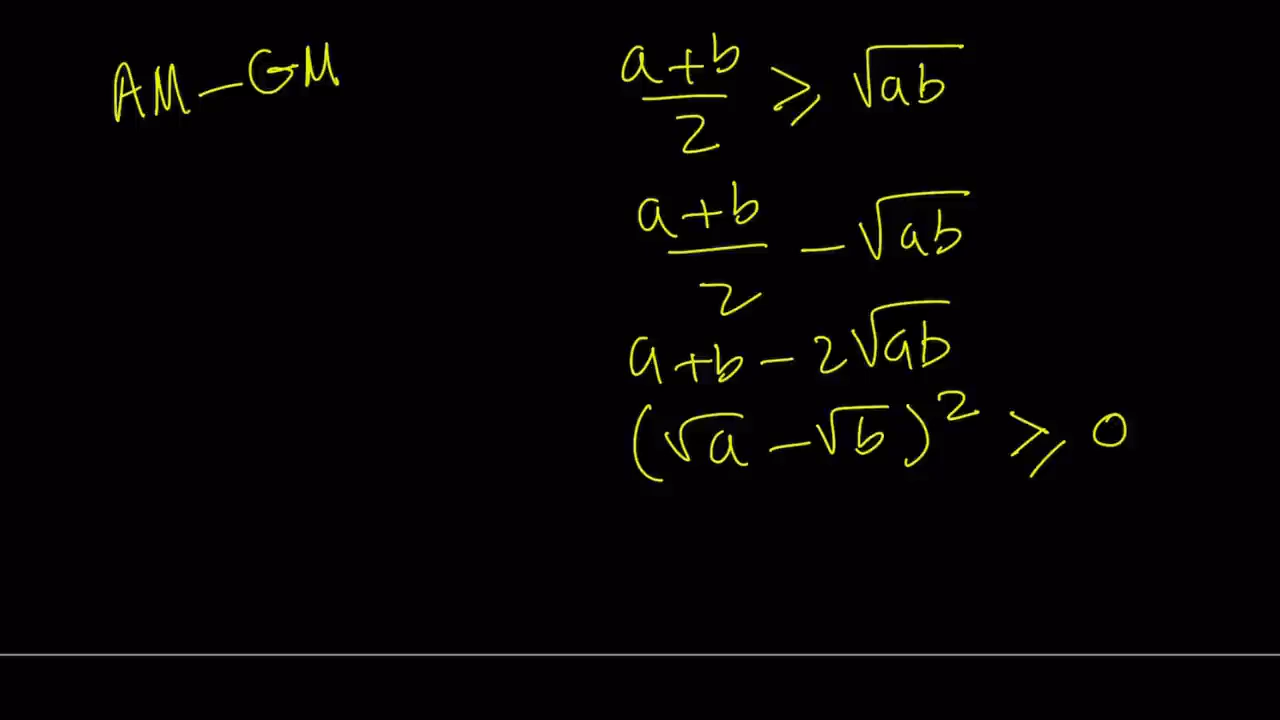 AM-GM
(a+b)/2 ≥ √ab
(a+b)/2 - √ab
a+b-2√ab
(√a-√b)² ≥ 0